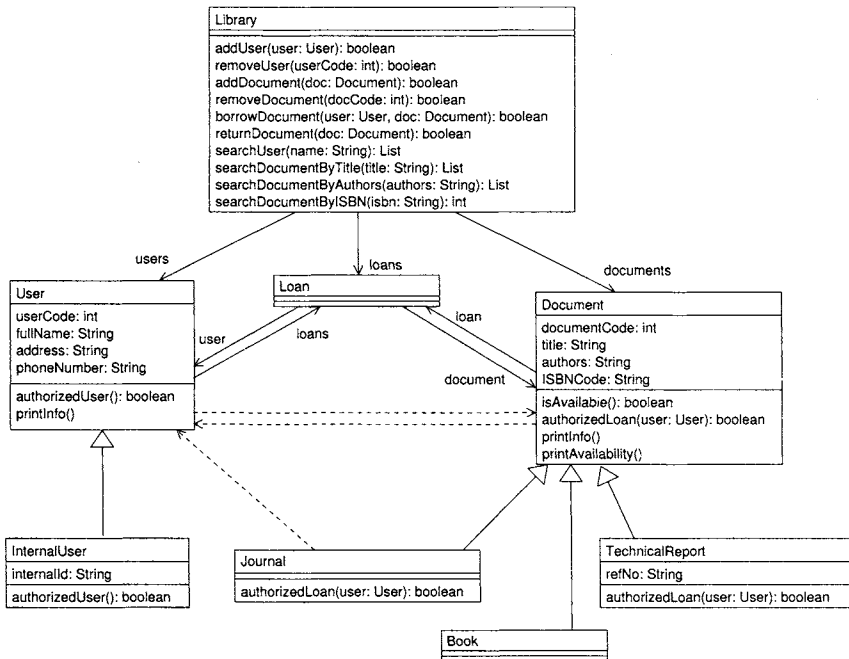 Library
addUser(user: User): boolean
removeUser(userCode: int): boolean
addDocument(doc: Document): boolean
removeDocument(docCode: int): boolean
borrowDocument(user: User, doc: Document): boolean
returnDocument(doc: Document): boolean
searchUser(name: String): List
searchDocumentByTitle(title: String): List
searchDocumentByAuthors(authors: String): List
searchDocumentByISBN(isbn: String): int
users
loans
documents
User
userCode: int
fullName: String
address: String
phoneNumber: String
authorizedUser(): boolean
printInfo()
Loan
user
loans
loan
document
Document
documentCode: int
title: String
authors: String
ISBNCode: String
isAvailable(): boolean
authorizedLoan(user: User): boolean
printInfo()
printAvailability()
InternalUser
internalId: String
authorizedUser(): boolean
Journal
authorizedLoan(user: User): boolean
TechnicalReport
refNo: String
authorizedLoan(user: User): boolean
Book